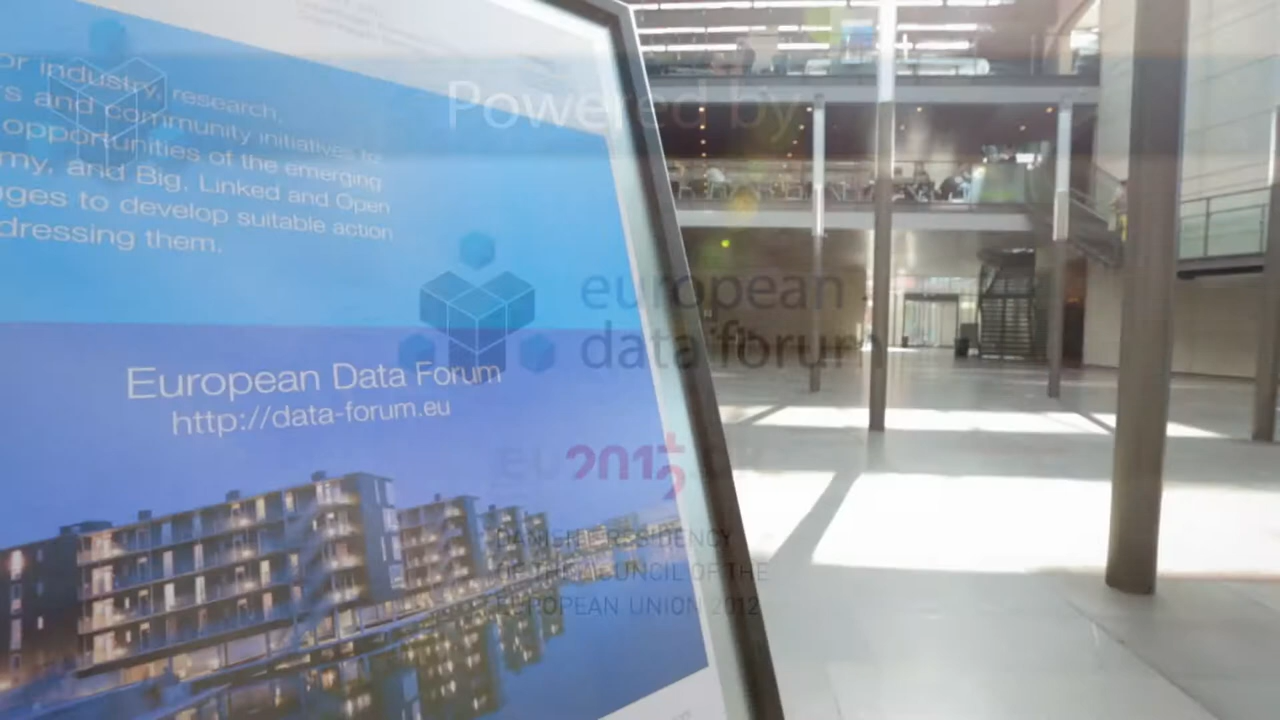 or industry, research,
rs and community initiatives to
opportunities of the emerging
my, and Big, Linked and Open
ges to develop suitable action
dressing them.
European Data Forum
http://data-forum.eu
Powered by
european
data forum
EU2012.DK
DANISH PRESIDENCY
OF THE COUNCIL OF THE
EUROPEAN UNION 2012